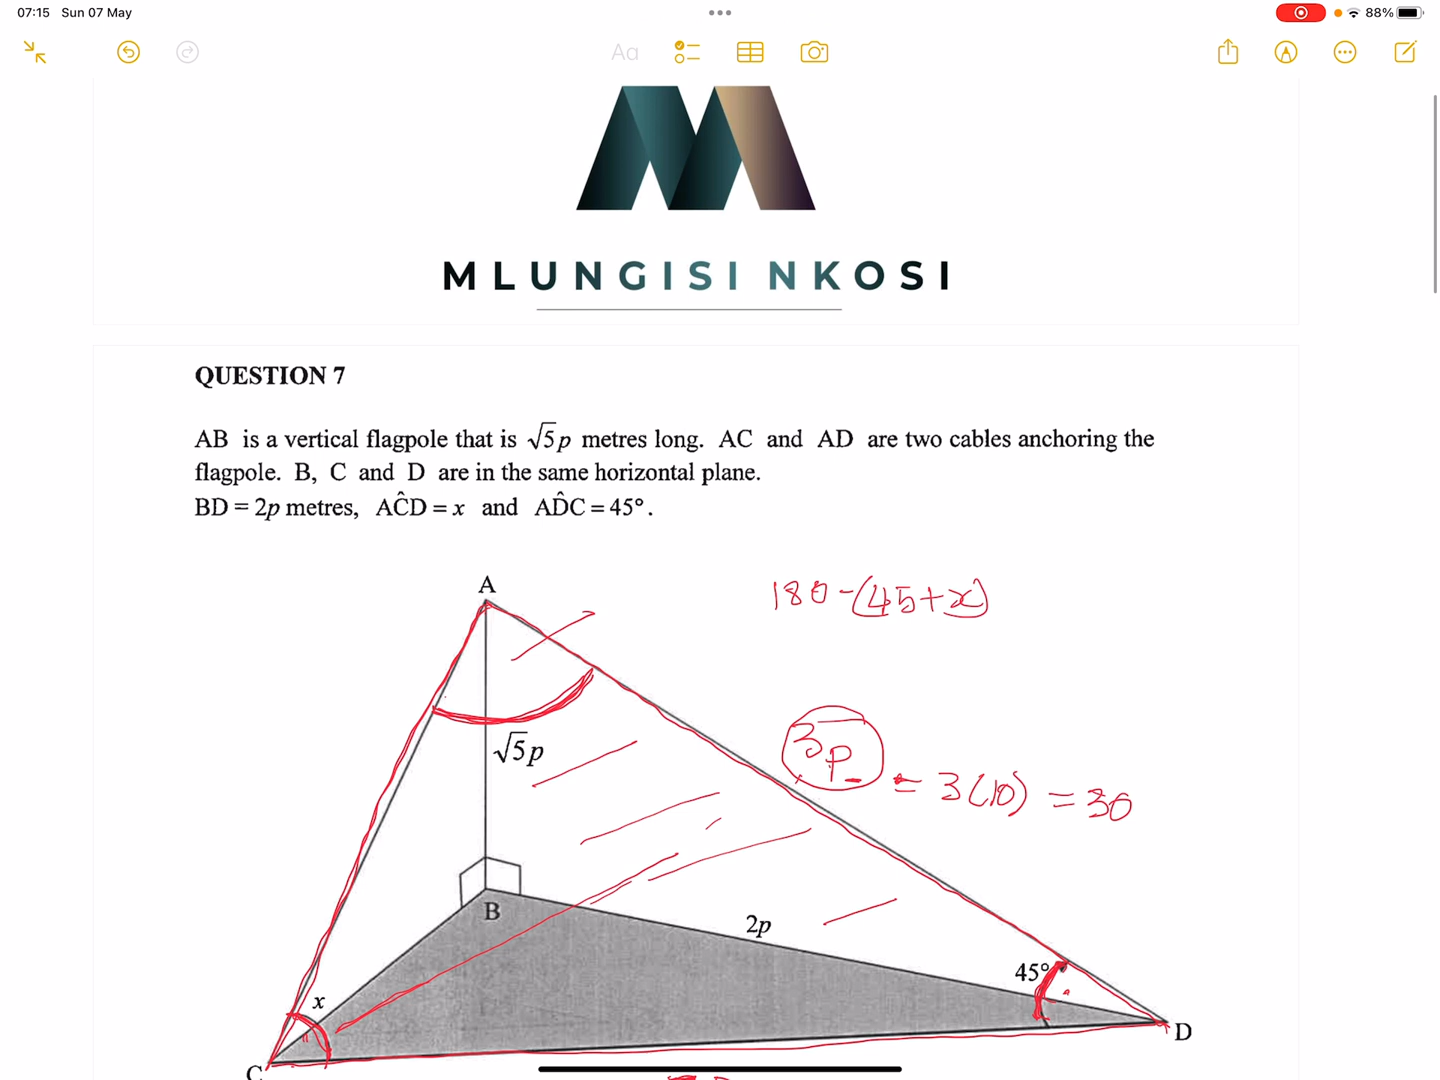 07:15 Sun 07 May
88%
Aa
MLUNGISI NKOSI
QUESTION 7
AB is a vertical flagpole that is √5p metres long. AC and AD are two cables anchoring the
flagpole. B, C and D are in the same horizontal plane.
BD = 2p metres, AĈD = x and AD̂C = 45°.
A
180-(45+x)
√5p
3p = 3(10) = 30
B
2p
45°
x
D
C